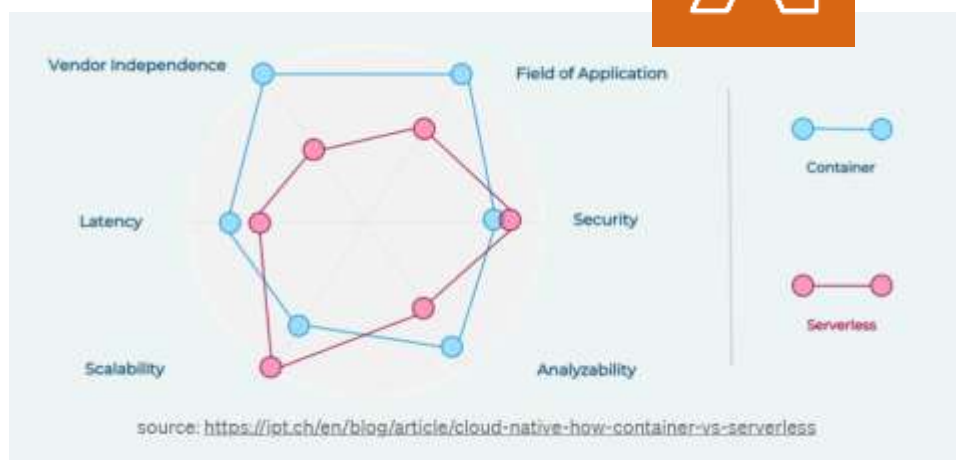 Vendor Independence
Field of Application
Container
Latency
Security
Serverless
Scalability
Analyzability
source: https://ipt.ch/en/blog/article/cloud-native-how-container-vs-serverless